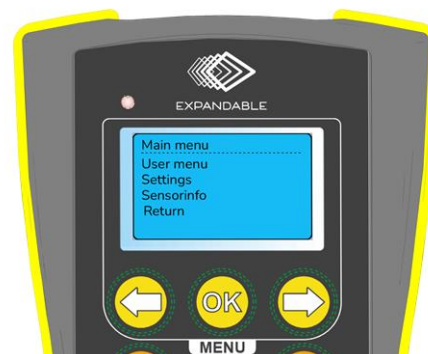 EXPANDABLE
Main menu
User menu
Settings
Sensorinfo
Return
OK
MENU